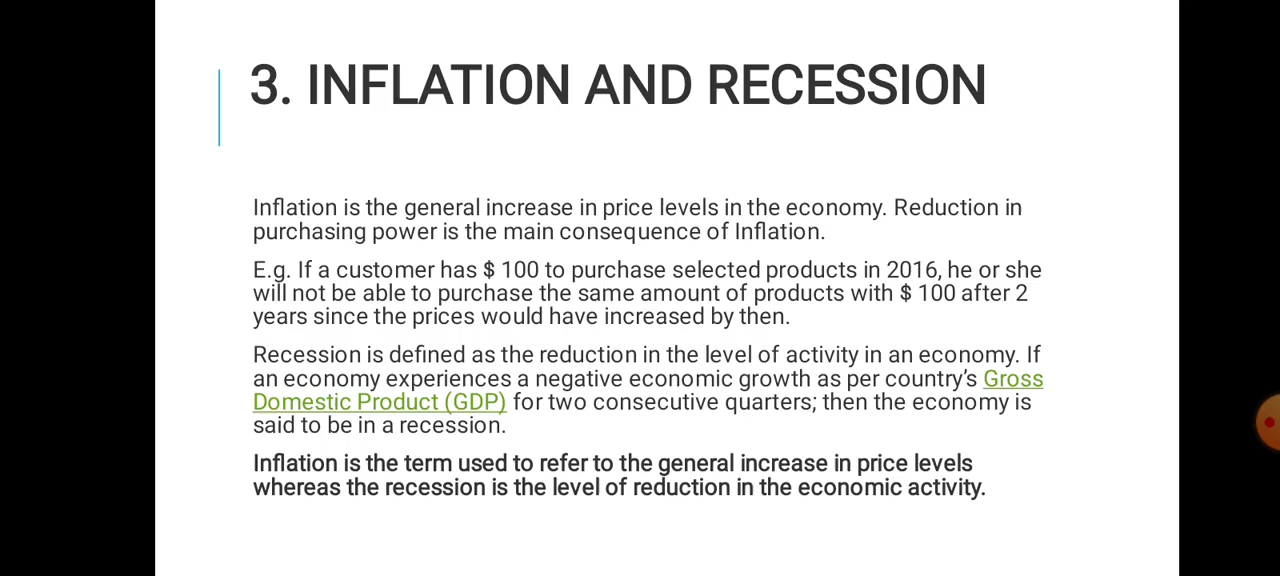 3. INFLATION AND RECESSION
Inflation is the general increase in price levels in the economy. Reduction in
purchasing power is the main consequence of Inflation.
E.g. If a customer has $ 100 to purchase selected products in 2016, he or she
will not be able to purchase the same amount of products with $ 100 after 2
years since the prices would have increased by then.
Recession is defined as the reduction in the level of activity in an economy. If
an economy experiences a negative economic growth as per country’s Gross
Domestic Product (GDP) for two consecutive quarters; then the economy is
said to be in a recession.
Inflation is the term used to refer to the general increase in price levels
whereas the recession is the level of reduction in the economic activity.